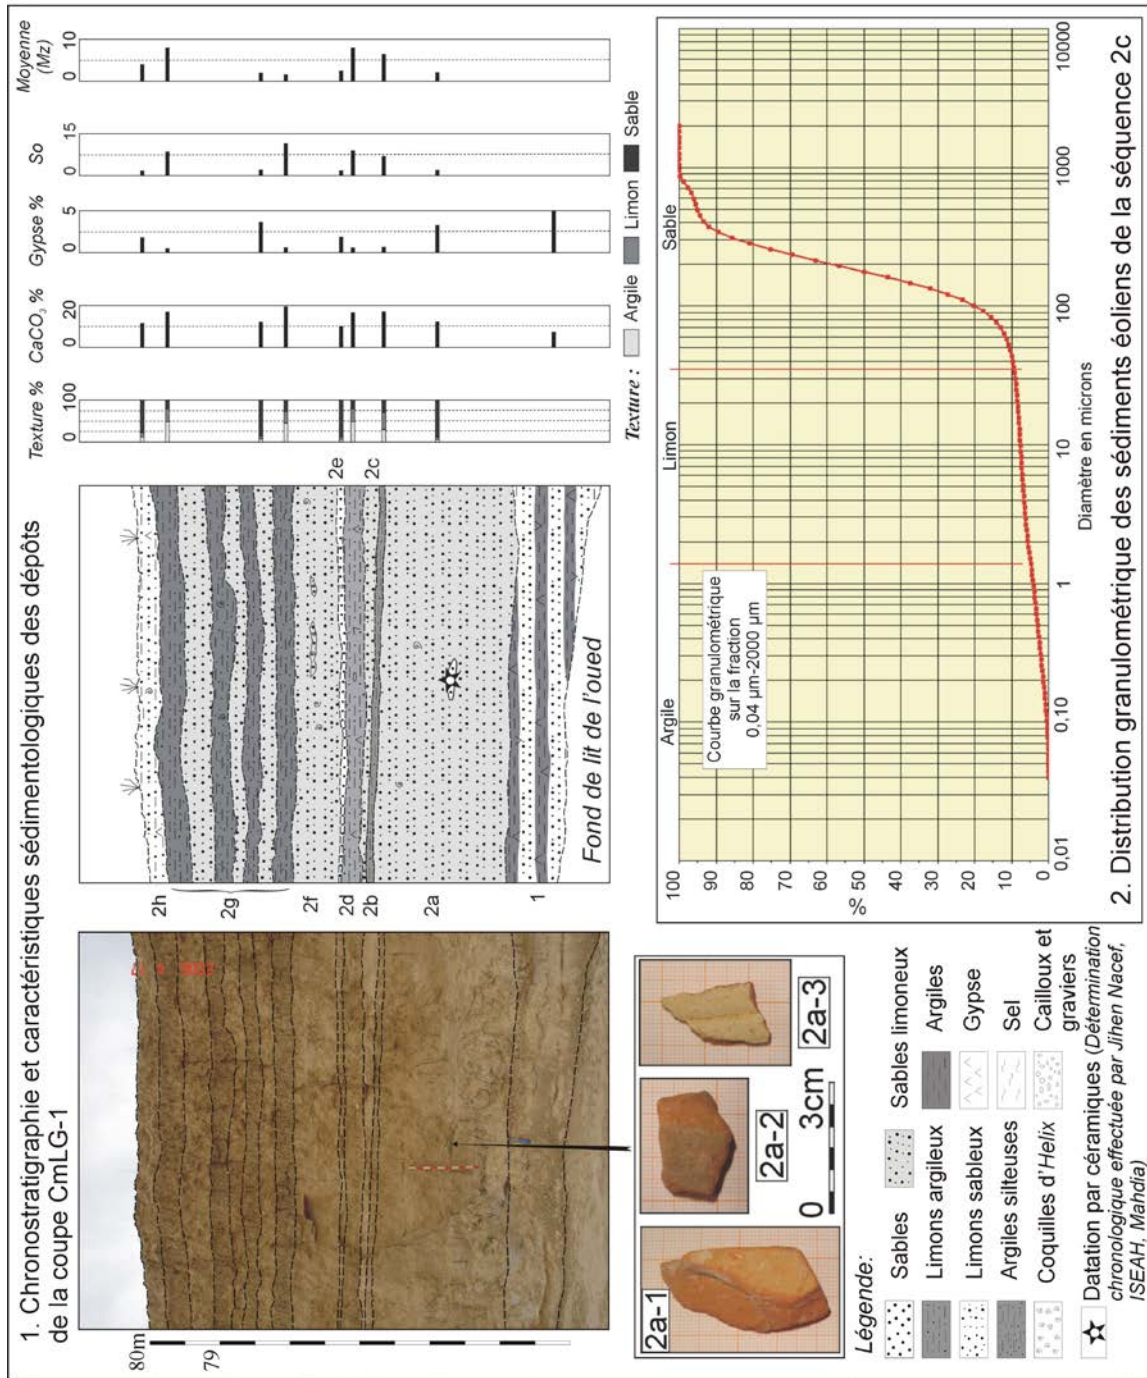 1. Chronostratigraphie et caractéristiques sédimentologiques des dépôts
de la coupe CmLG-1
80m
79
2h
2g
2f
2d
2b
2a
1
2e
2c
Fond de lit de l'oued
Texture %
0 100
CaCO₃ %
0 20
Gypse %
0 5
So
0 15
Moyenne
(Mz)
0 10
Texture :
Argile
Limon
Sable
2a-1
2a-2
2a-3
0 3cm
Légende:
Sables
Sables limoneux
Limons argileux
Argiles
Limons sableux
Gypse
Argiles silteuses
Sel
Coquilles d'Helix
Cailloux et
graviers
Datation par céramiques (Détermination
chronologique effectuée par Jihen Nacef,
ISEAH, Mahdia)
Argile
Limon
Sable
Courbe granulométrique
sur la fraction
0,04 µm-2000 µm
100
90
80
70
60
50
40
30
20
10
0
%
0,01
0,10
1
10
100
1000
10000
Diamètre en microns
2. Distribution granulométrique des sédiments éoliens de la séquence 2c